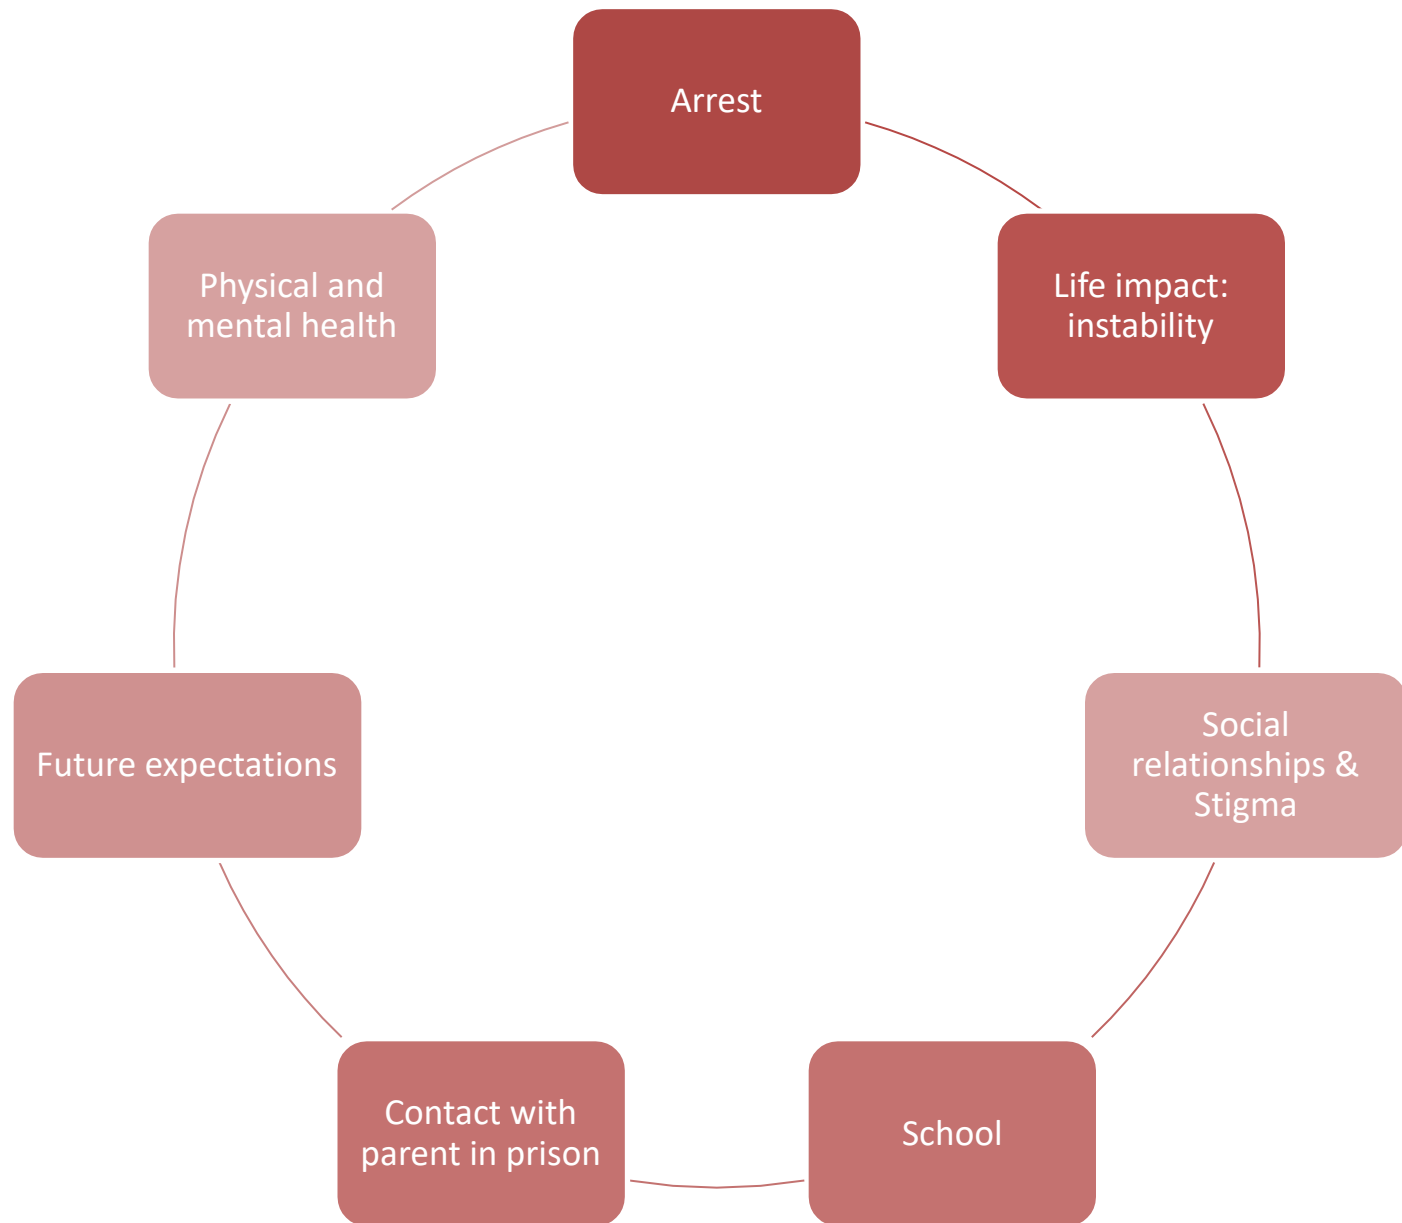 Arrest
Life impact:
instability
Social
relationships &
Stigma
School
Contact with
parent in prison
Future expectations
Physical and
mental health